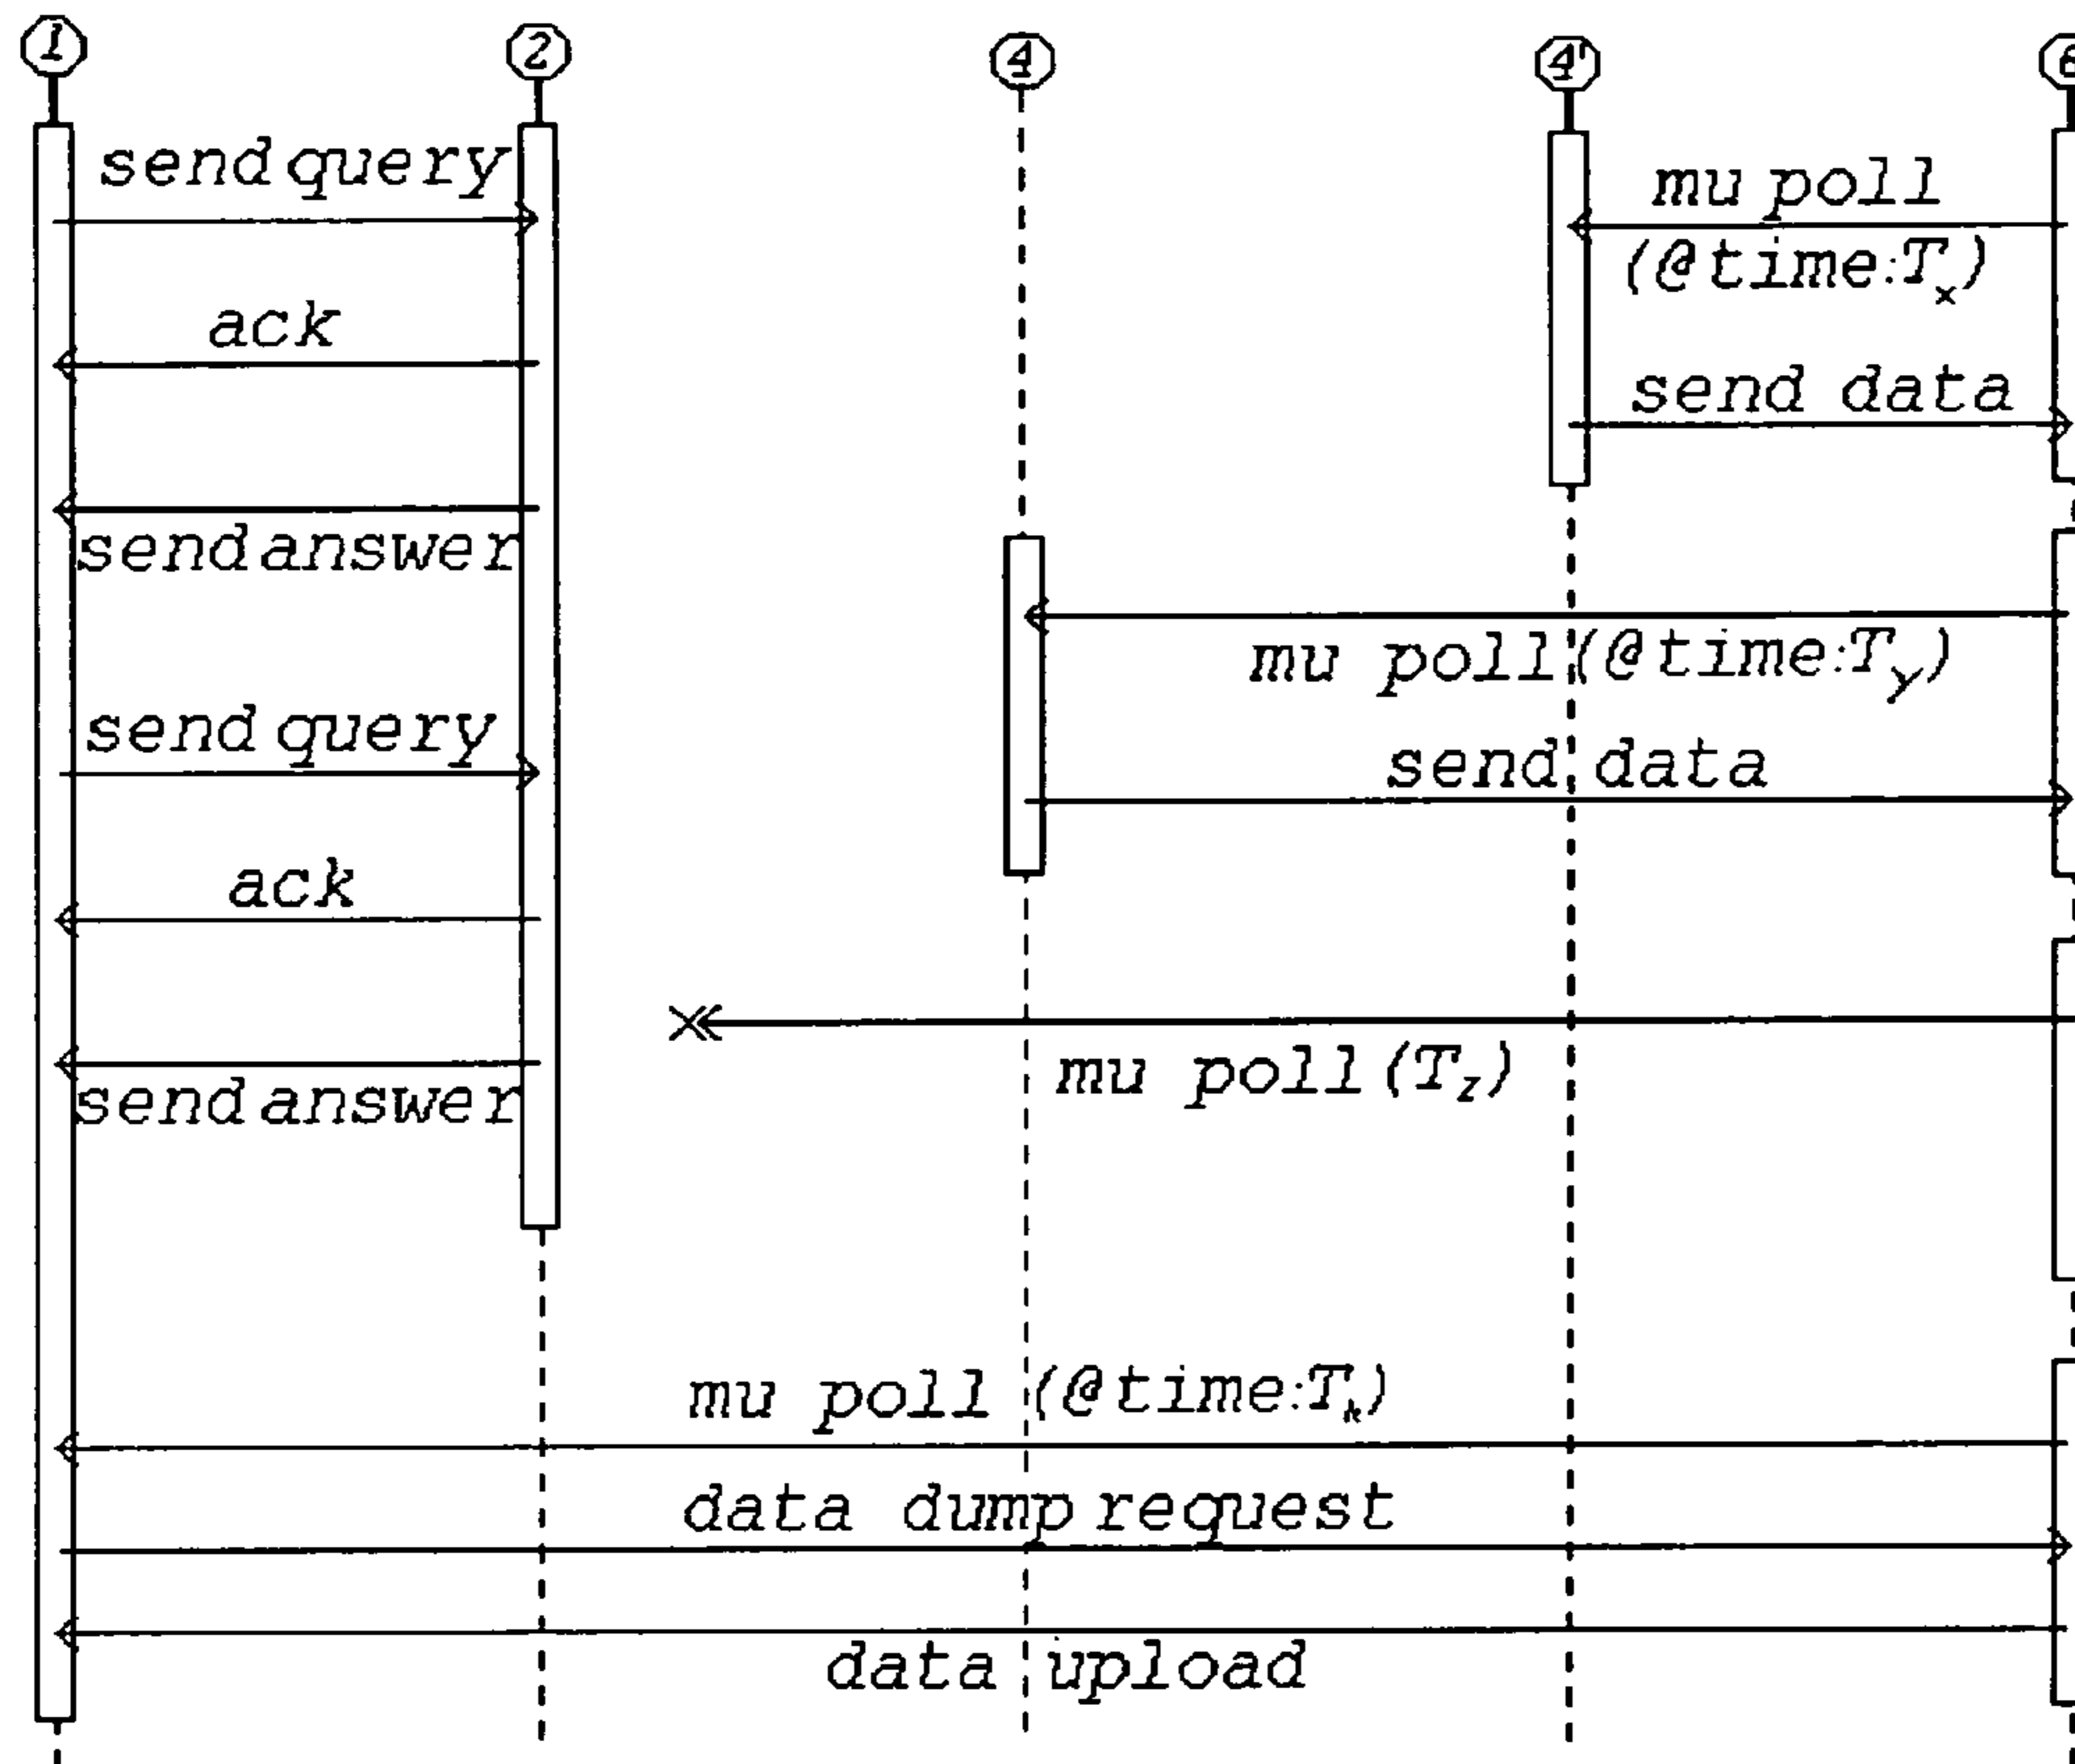 1 2 4 4'
send query
mu poll
(@time:Tx)
ack
send data
send answer
mu poll (@time:Ty)
send query
send data
ack
mu poll (Tz)
send answer
mu poll (@time:Tk)
data dump request
data upload